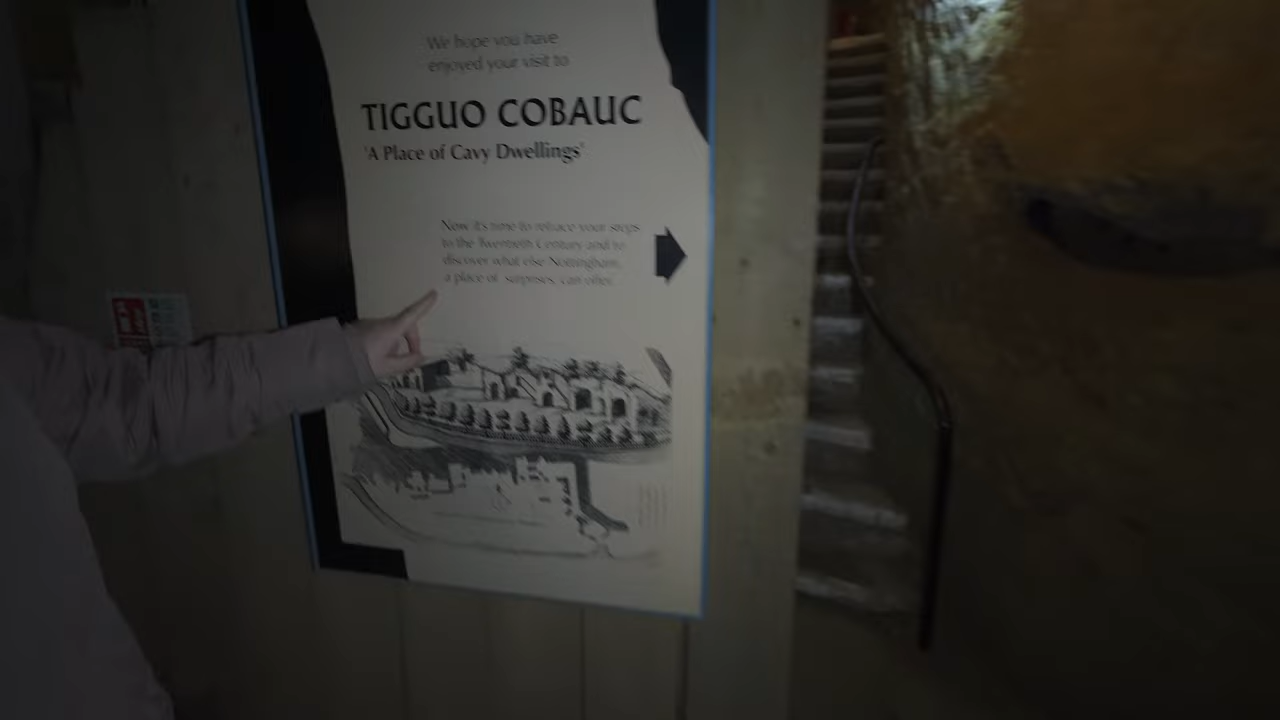 We hope you have
enjoyed your visit to
TIGGUO COBAUC
'A Place of Cavy Dwellings'
Now it's time to retrace your steps
to the Twentieth Century and to
discover what else Nottingham,
a place of surprises, can offer.